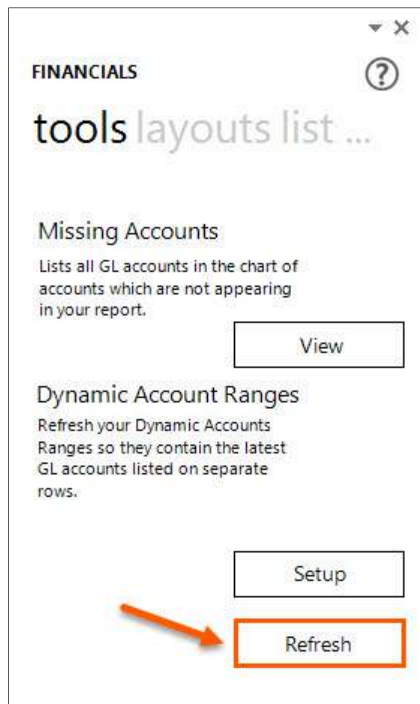 FINANCIALS
?
tools layouts list ...
Missing Accounts
Lists all GL accounts in the chart of
accounts which are not appearing
in your report.
View
Dynamic Account Ranges
Refresh your Dynamic Accounts
Ranges so they contain the latest
GL accounts listed on separate
rows.
Setup
Refresh